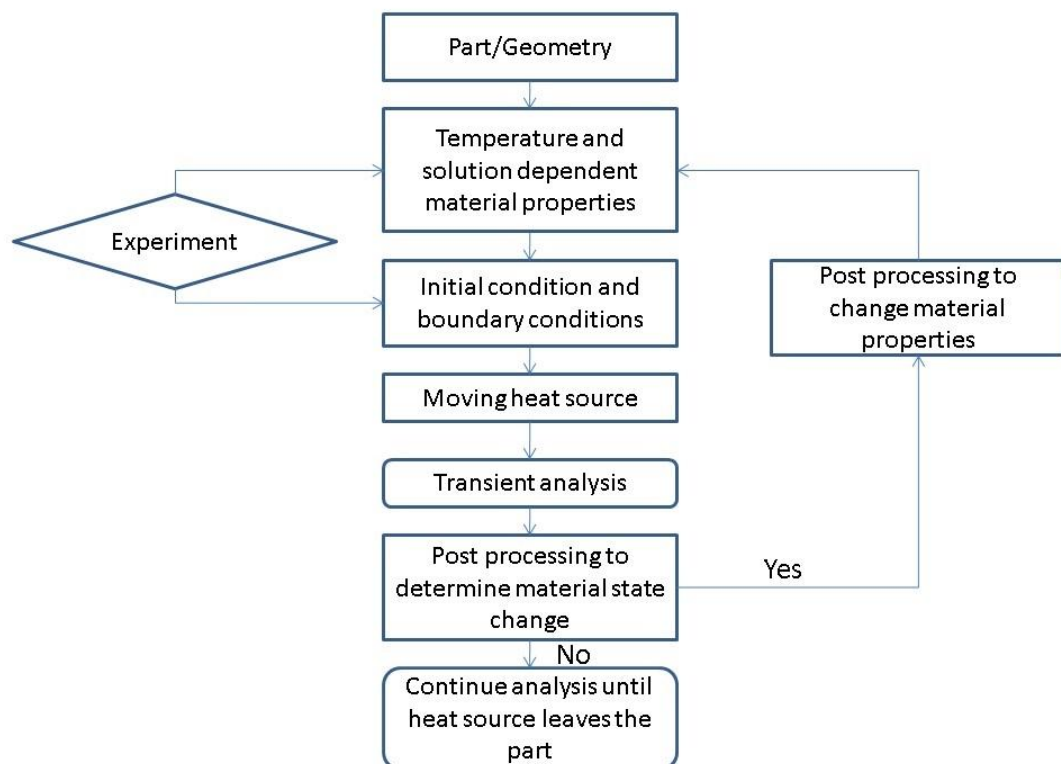 Part/Geometry
Temperature and
solution dependent
material properties
Experiment
Initial condition and
boundary conditions
Post processing to
change material
properties
Moving heat source
Transient analysis
Post processing to
determine material state
change
Yes
No
Continue analysis until
heat source leaves the
part